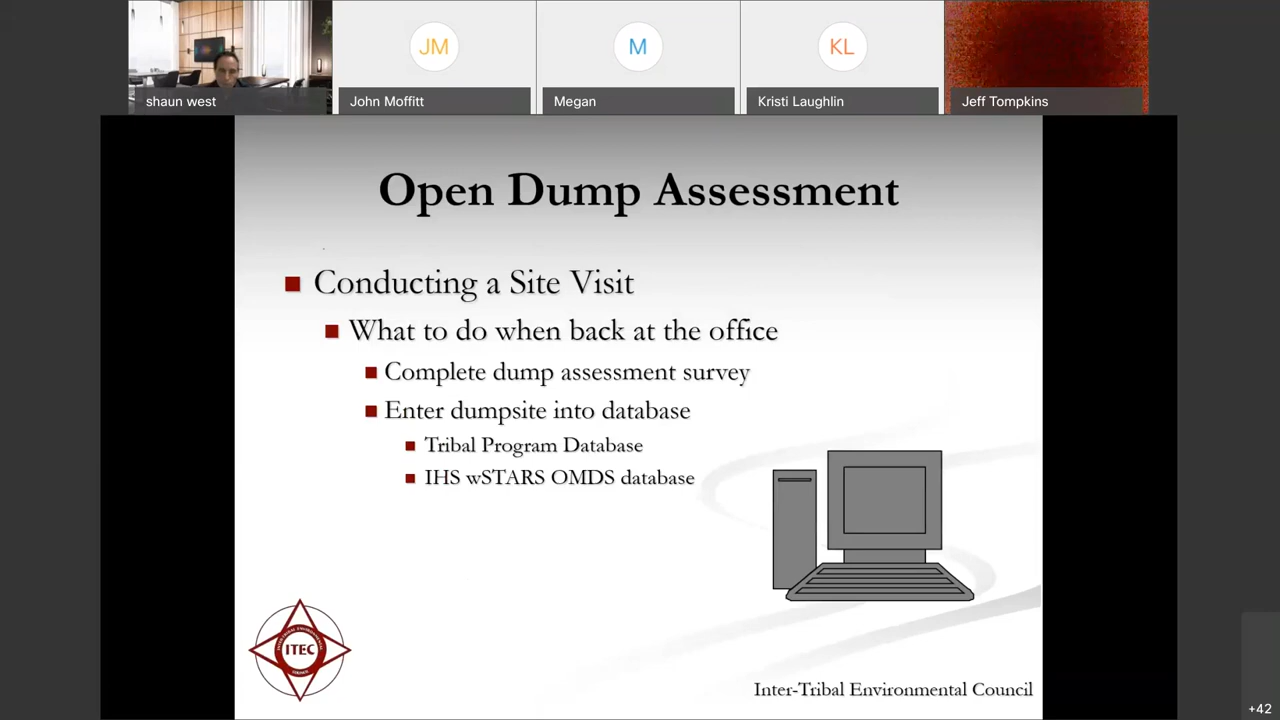 JM
M
KL
shaun west
John Moffitt
Megan
Kristi Laughlin
Jeff Tompkins
Open Dump Assessment
Conducting a Site Visit
What to do when back at the office
Complete dump assessment survey
Enter dumpsite into database
Tribal Program Database
IHS wSTARS OMDS database
ITEC
Inter-Tribal Environmental Council
+42